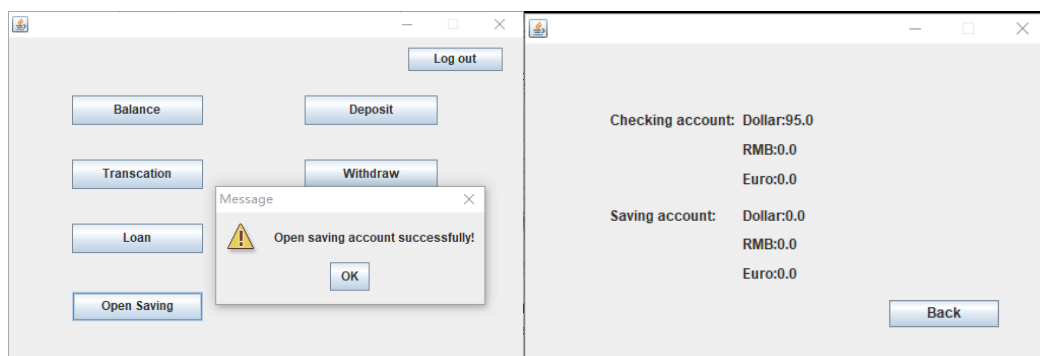 Log out
Balance
Deposit
Transcation
Withdraw
Message
Loan
Open saving account successfully!
OK
Open Saving
Checking account: Dollar:95.0
RMB:0.0
Euro:0.0
Saving account: Dollar:0.0
RMB:0.0
Euro:0.0
Back